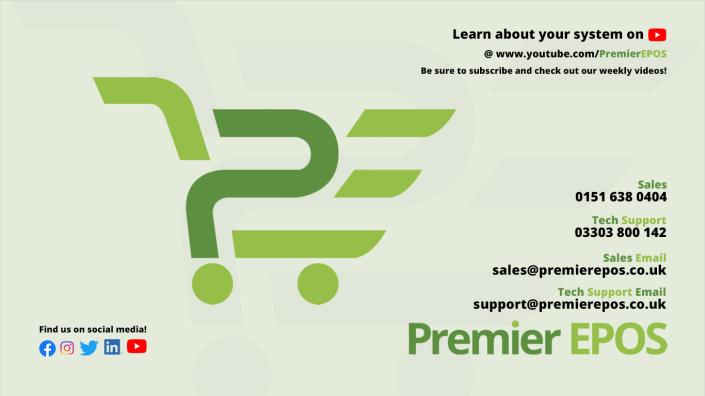 Learn about your system on
@ www.youtube.com/PremierEPOS
Be sure to subscribe and check out our weekly videos!
Sales
0151 638 0404
Tech Support
03303 800 142
Sales Email
sales@premierepos.co.uk
Tech Support Email
support@premierepos.co.uk
Premier EPOS
Find us on social media!
in